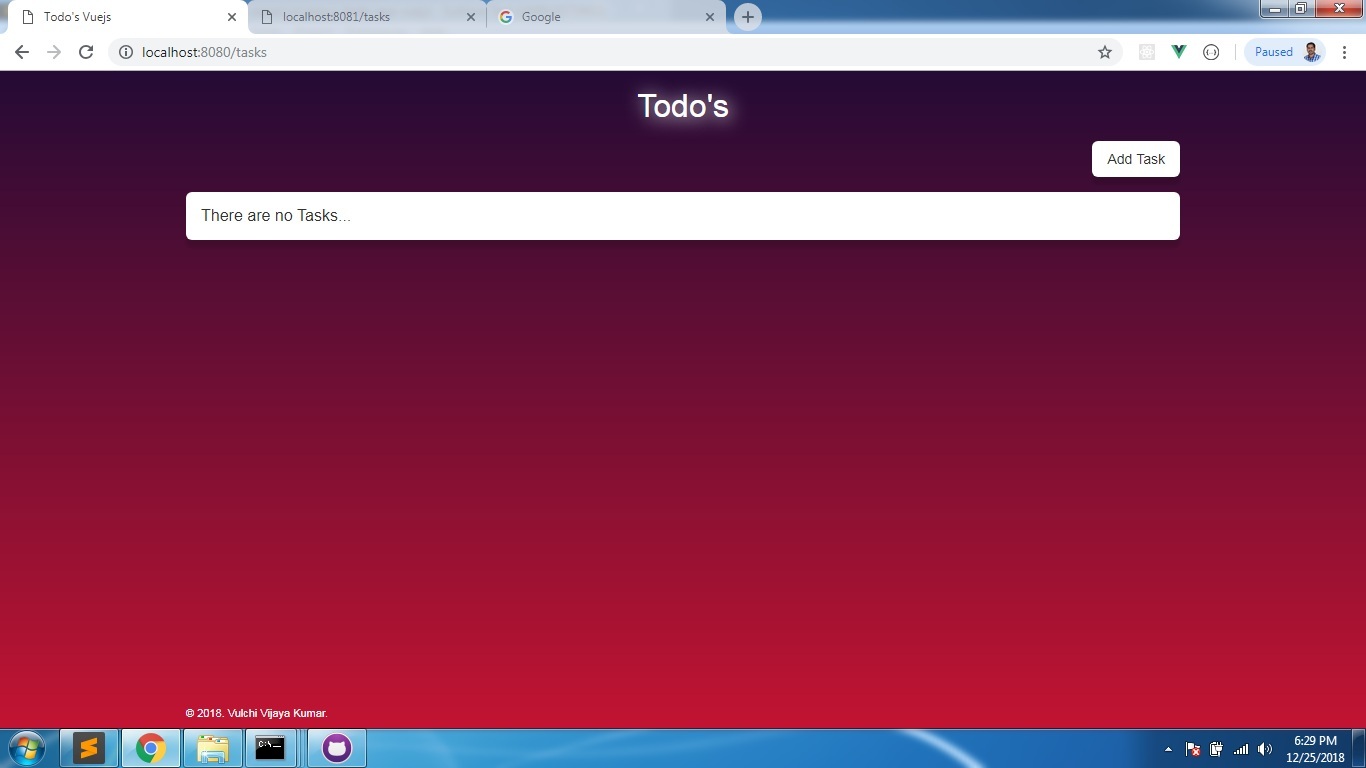 Todo's Vuejs
localhost:8081/tasks
Google
localhost:8080/tasks
Paused
Todo's
Add Task
There are no Tasks...
© 2018. Vulchi Vijaya Kumar.
C:\
6:29 PM
12/25/2018